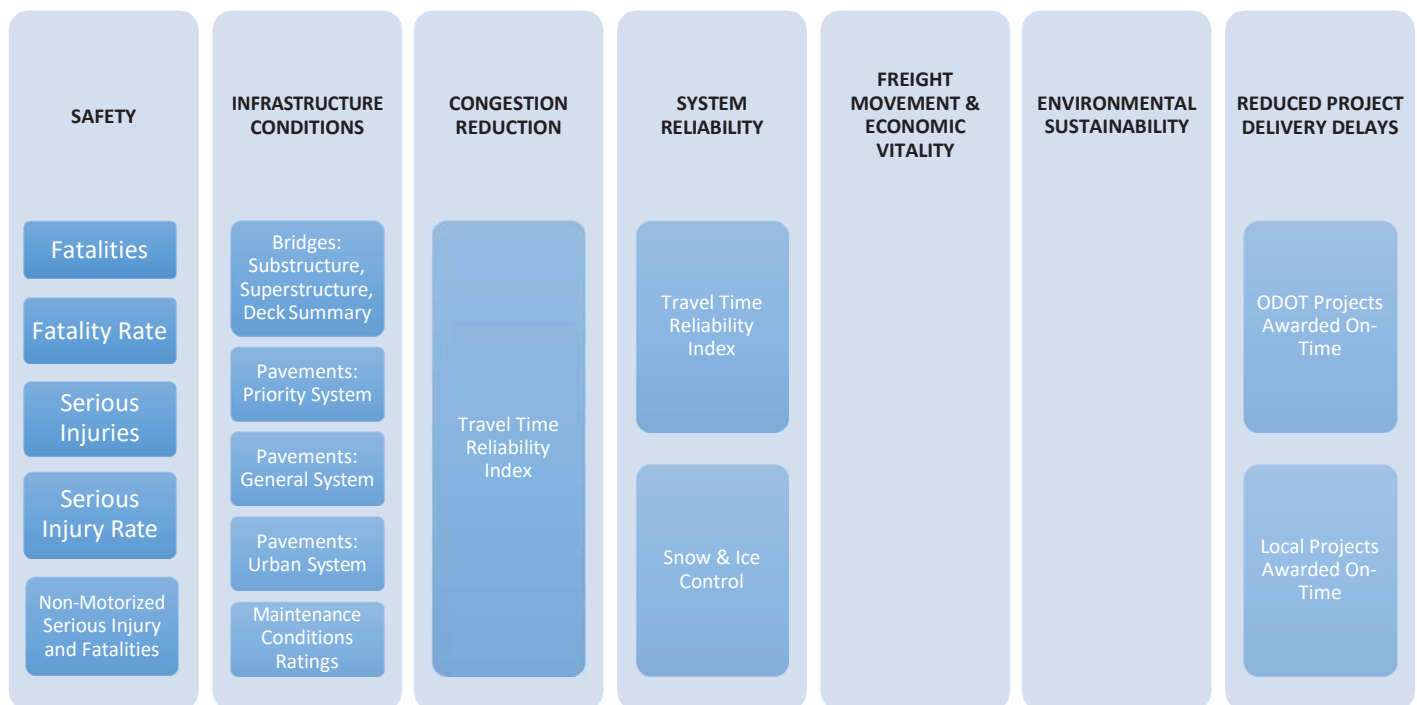 SAFETY
Fatalities
Fatality Rate
Serious
Injuries
Serious
Injury Rate
Non-Motorized
Serious Injury
and Fatalities
INFRASTRUCTURE
CONDITIONS
Bridges:
Substructure,
Superstructure,
Deck Summary
Pavements:
Priority System
Pavements:
General System
Pavements:
Urban System
Maintenance
Conditions
Ratings
CONGESTION
REDUCTION
Travel Time
Reliability
Index
SYSTEM
RELIABILITY
Travel Time
Reliability
Index
Snow & Ice
Control
FREIGHT
MOVEMENT &
ECONOMIC
VITALITY
ENVIRONMENTAL
SUSTAINABILITY
REDUCED PROJECT
DELIVERY DELAYS
ODOT Projects
Awarded On-
Time
Local Projects
Awarded On-
Time